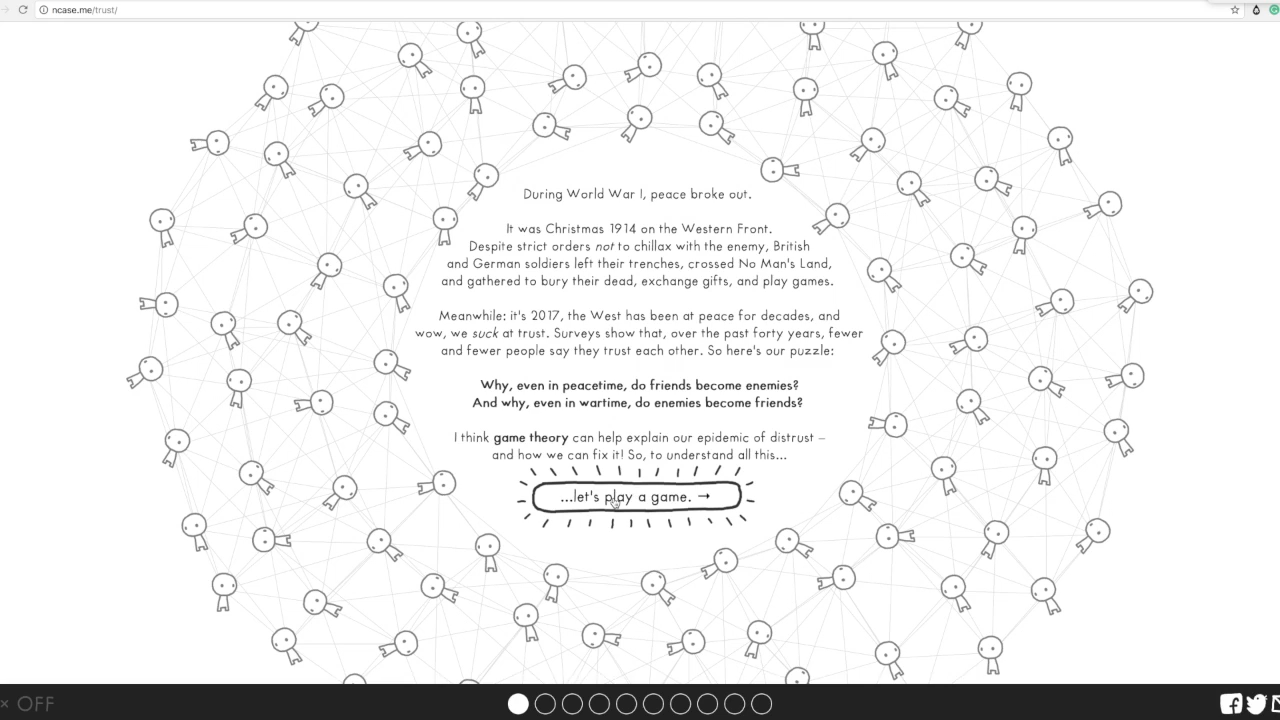 ncase.me/trust/
During World War I, peace broke out.
It was Christmas 1914 on the Western Front.
Despite strict orders not to chillax with the enemy, British
and German soldiers left their trenches, crossed No Man's Land,
and gathered to bury their dead, exchange gifts, and play games.
Meanwhile: it's 2017, the West has been at peace for decades, and
wow, we suck at trust. Surveys show that, over the past forty years, fewer
and fewer people say they trust each other. So here's our puzzle:
Why, even in peacetime, do friends become enemies?
And why, even in wartime, do enemies become friends?
I think game theory can help explain our epidemic of distrust –
and how we can fix it! So, to understand all this...
...let's play a game. →
× OFF